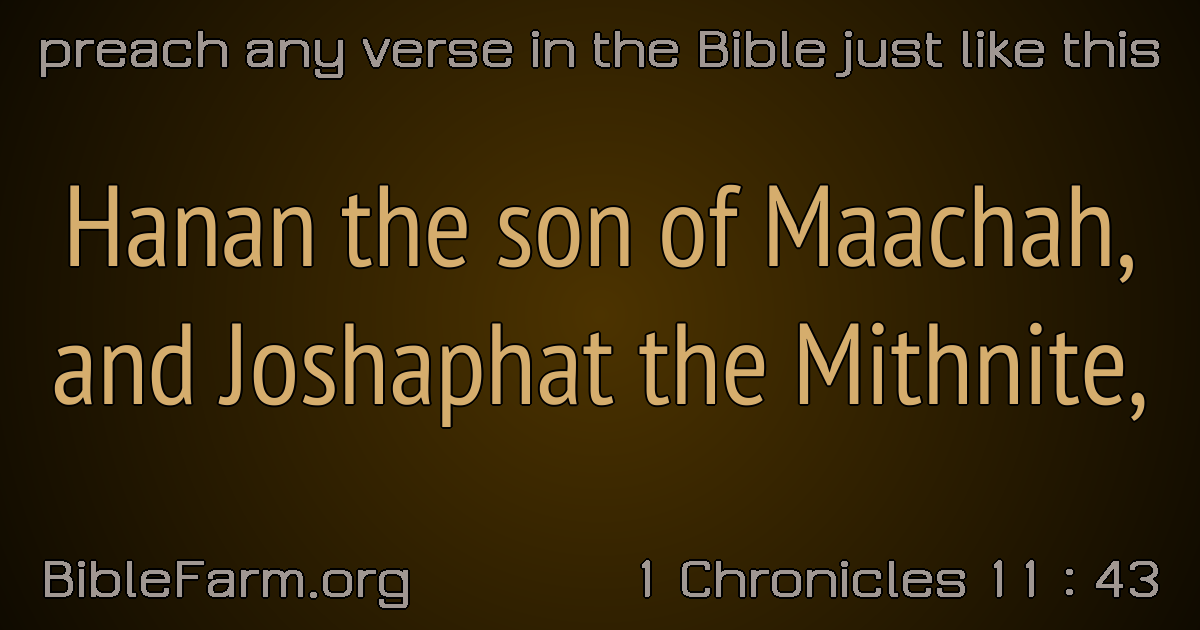 preach any verse in the Bible just like this
Hanan the son of Maachah,
and Joshaphat the Mithnite,
BibleFarm.org
1 Chronicles 11 : 43